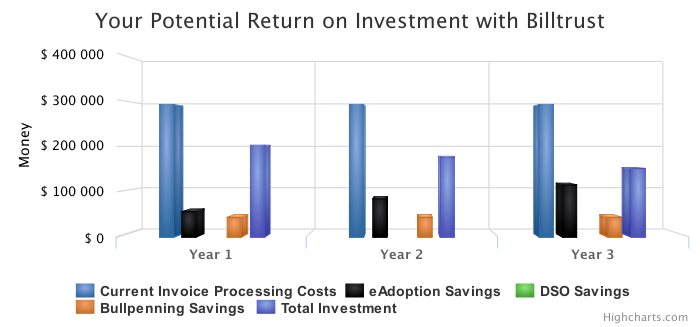 Your Potential Return on Investment with Billtrust
$ 400 000
$ 300 000
$ 200 000
$ 100 000
$ 0
Money
Year 1 Year 2 Year 3
Current Invoice Processing Costs eAdoption Savings DSO Savings
Bullpenning Savings Total Investment
Highcharts.com